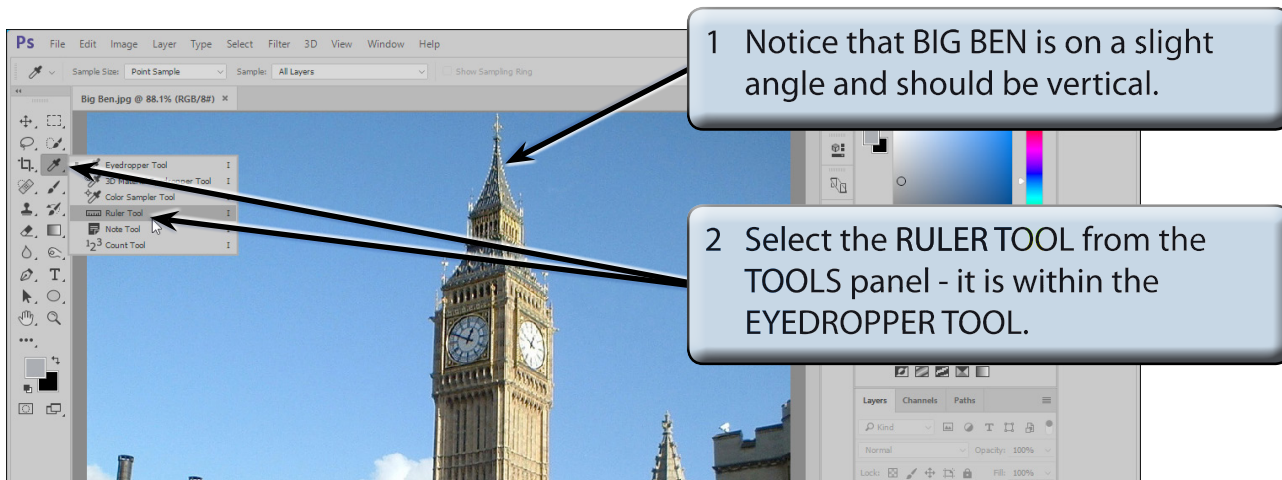 Ps File Edit Image Layer Type Select Filter 3D View Window Help
1 Notice that BIG BEN is on a slight
angle and should be vertical.
Sample Size: Point Sample Sample: All Layers Show Sampling Ring
Big Ben.jpg @ 88.1% (RGB/8#) ×
Eyedropper Tool I
Tool I
Color Sampler Tool I
Ruler Tool I
Note Tool I
Count Tool I
2 Select the RULER TOOL from the
TOOLS panel - it is within the
EYEDROPPER TOOL.
Layers Channels Paths
Kind
Normal Opacity: 100%
Lock: Fill: 100%